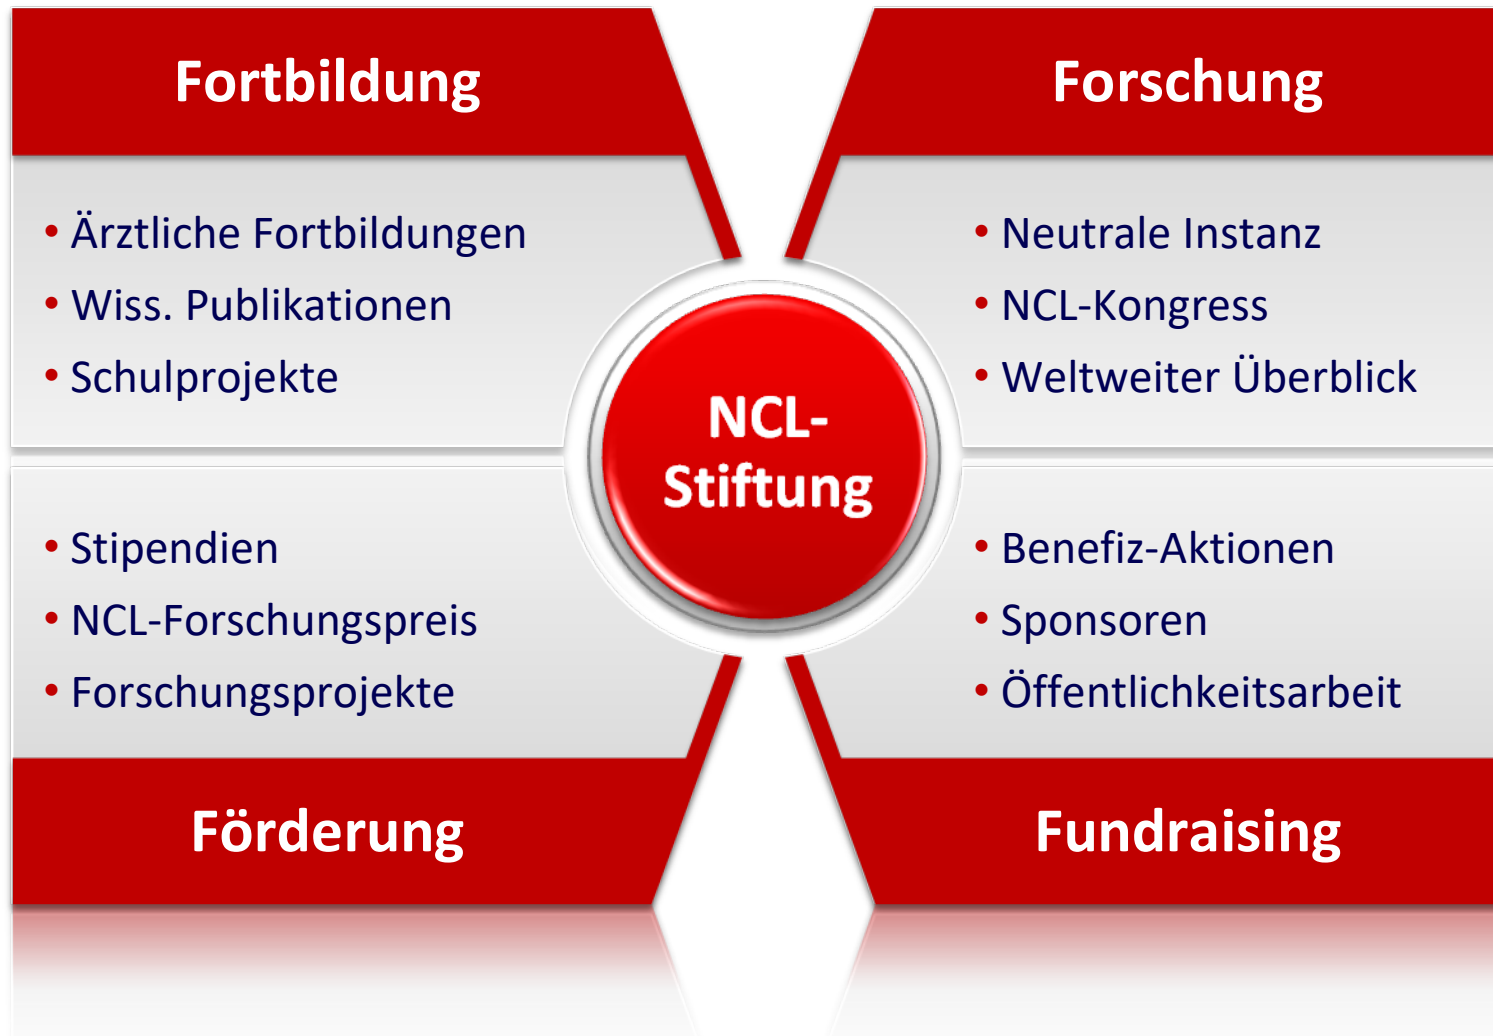 Fortbildung
• Ärztliche Fortbildungen
• Wiss. Publikationen
• Schulprojekte
Forschung
• Neutrale Instanz
• NCL-Kongress
• Weltweiter Überblick
NCL-
Stiftung
• Stipendien
• NCL-Forschungspreis
• Forschungsprojekte
Förderung
• Benefiz-Aktionen
• Sponsoren
• Öffentlichkeitsarbeit
Fundraising